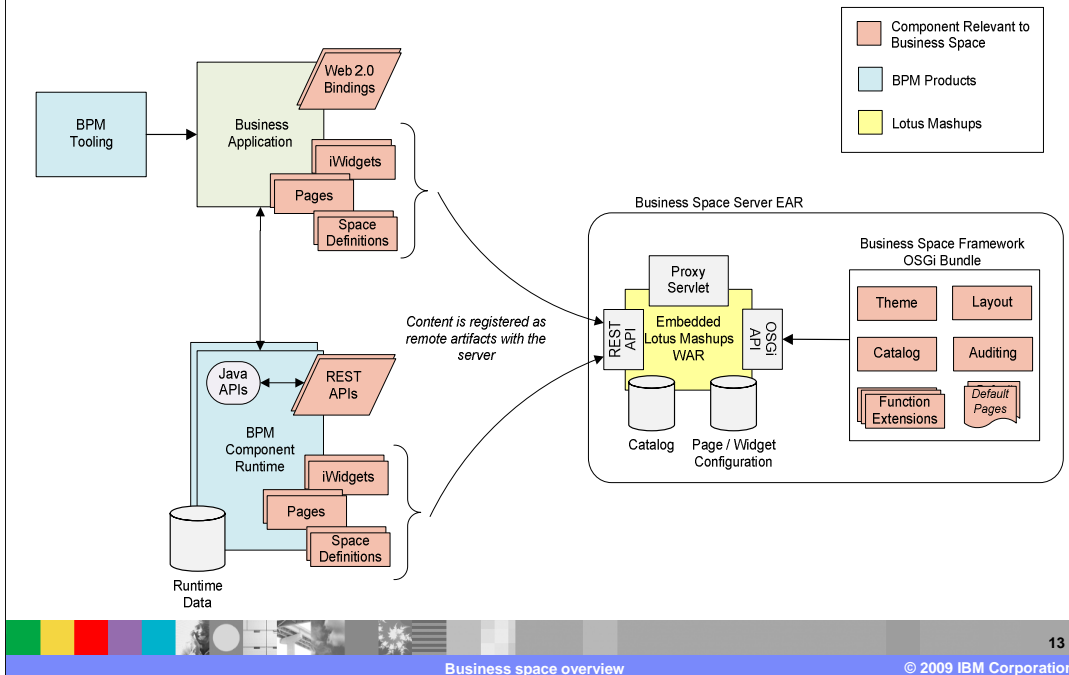 Component Relevant to
Business Space
BPM Products
Lotus Mashups
BPM
Tooling
Business
Application
Web 2.0
Bindings
iWidgets
Pages
Space
Definitions
Content is registered as
remote artifacts with the
server
Java
APIs
REST
APIs
BPM
Component
Runtime
iWidgets
Pages
Space
Definitions
Runtime
Data
Business Space Server EAR
Proxy
Servlet
REST
API
Embedded
Lotus Mashups
WAR
OSGi
API
Catalog
Page / Widget
Configuration
Business Space Framework
OSGi Bundle
Theme
Layout
Catalog
Auditing
Function
Extensions
Default
Pages
13
Business space overview
© 2009 IBM Corporation